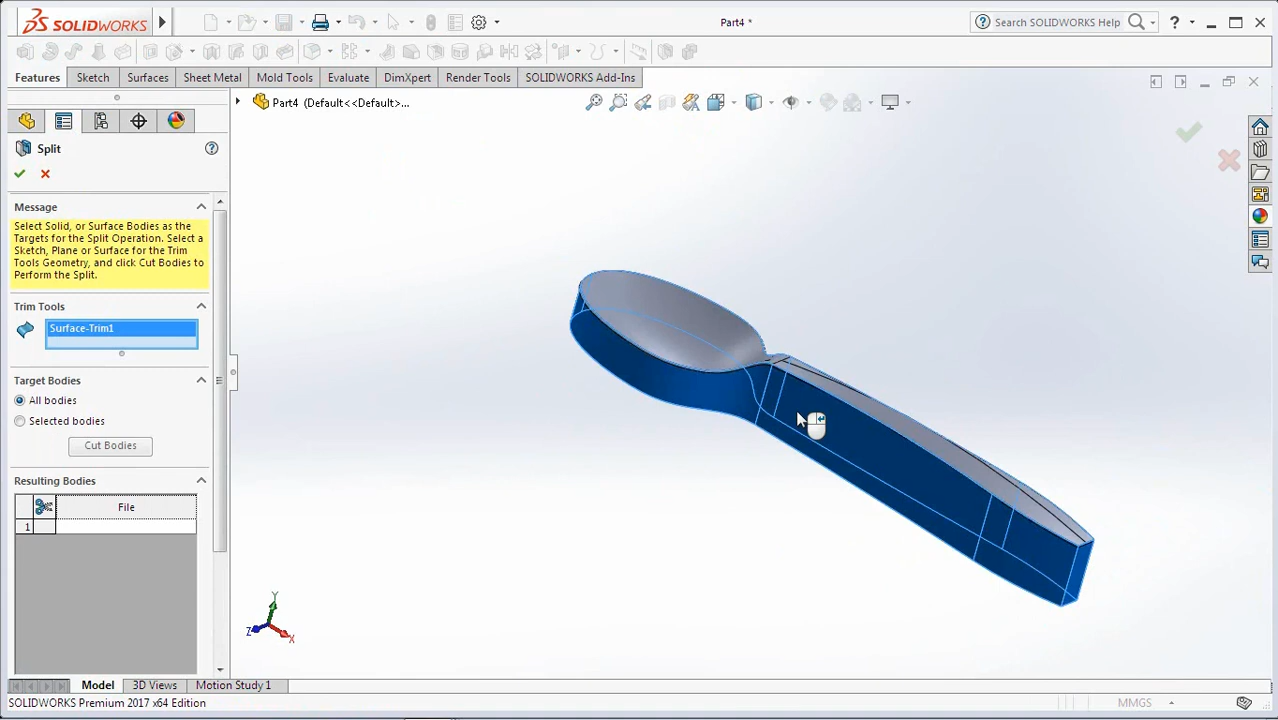 SOLIDWORKS
Part4 *
Search SOLIDWORKS Help
?
Features
Sketch
Surfaces
Sheet Metal
Mold Tools
Evaluate
DimXpert
Render Tools
SOLIDWORKS Add-Ins
Part4 (Default<<Default>...
Split
?
Message
Select Solid, or Surface Bodies as the
Targets for the Split Operation. Select a
Sketch, Plane or Surface for the Trim
Tools Geometry, and click Cut Bodies to
Perform the Split.
Trim Tools
Surface-Trim1
Target Bodies
All bodies
Selected bodies
Cut Bodies
Resulting Bodies
File
1
Y
Z
X
Model
3D Views
Motion Study 1
SOLIDWORKS Premium 2017 x64 Edition
MMGS